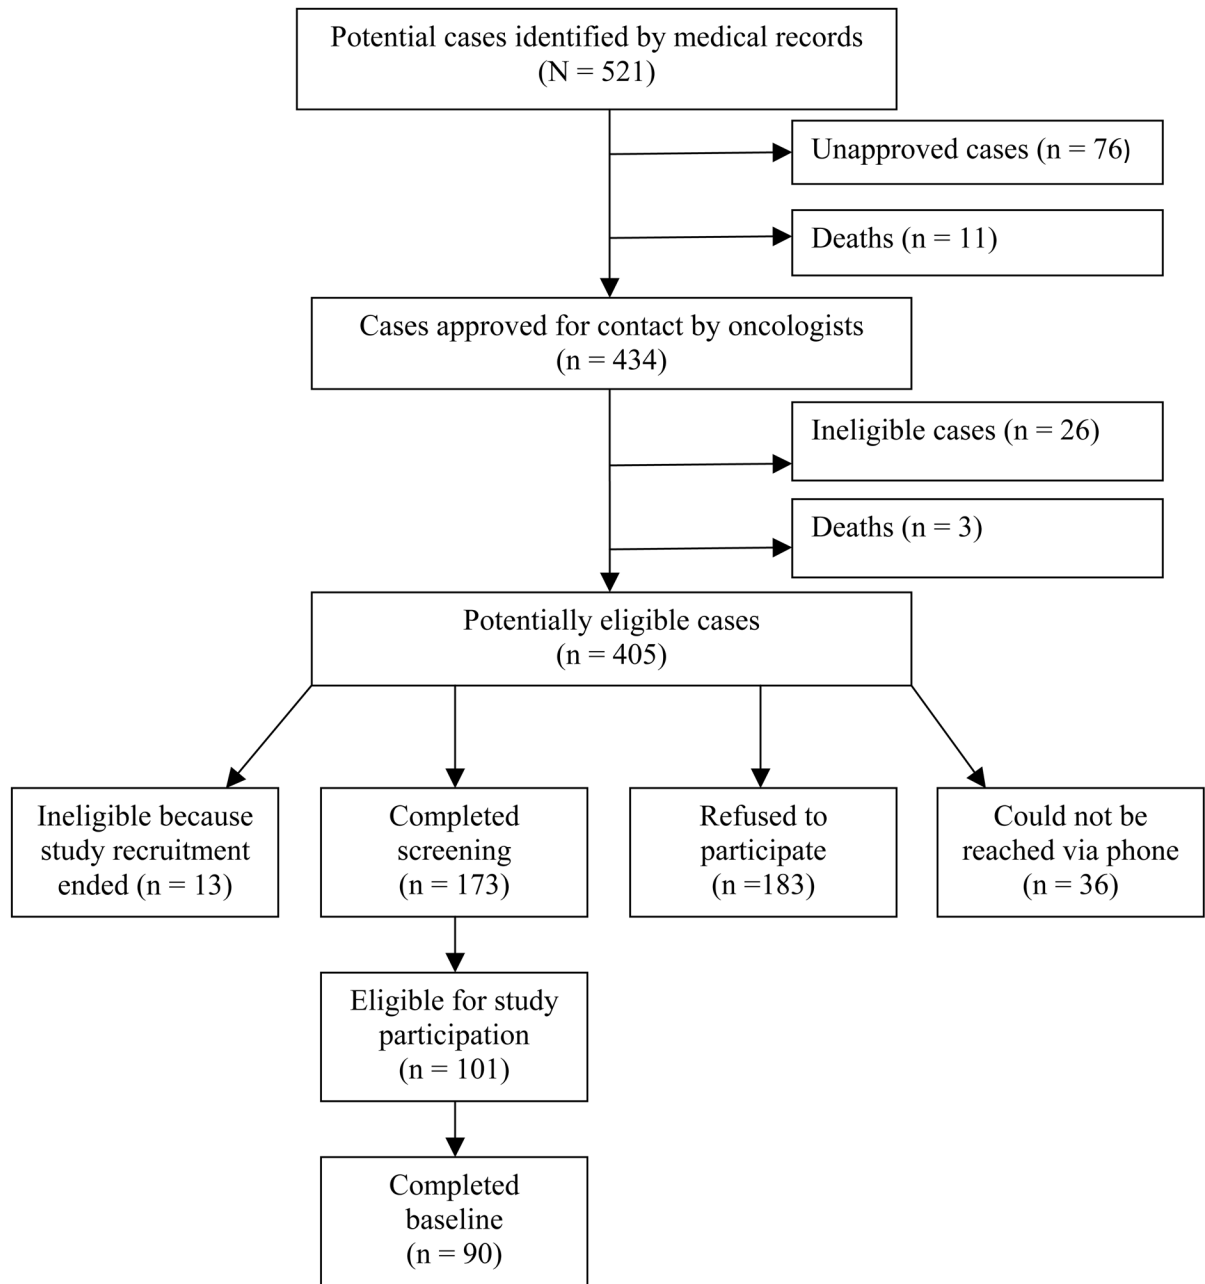 Potential cases identified by medical records
(N = 521)
Unapproved cases (n = 76)
Deaths (n = 11)
Cases approved for contact by oncologists
(n = 434)
Ineligible cases (n = 26)
Deaths (n = 3)
Potentially eligible cases
(n = 405)
Ineligible because
study recruitment
ended (n = 13)
Completed
screening
(n = 173)
Refused to
participate
(n =183)
Could not be
reached via phone
(n = 36)
Eligible for study
participation
(n = 101)
Completed
baseline
(n = 90)